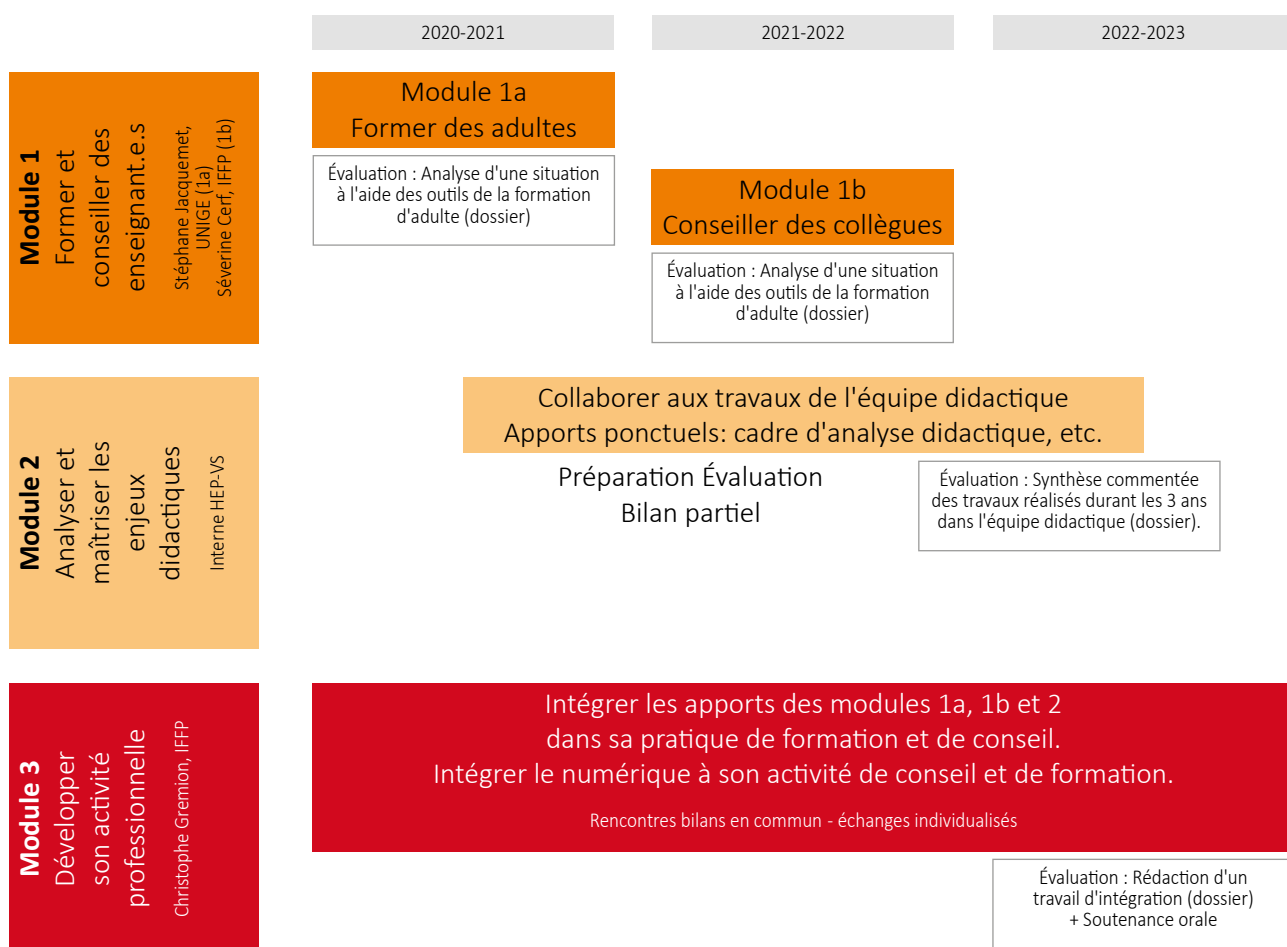 2020-2021
2021-2022
2022-2023
Module 1
Former et
conseiller des
enseignant.e.s
Stéphane Jacquemet,
UNIGE (1a)
Séverine Cerf, IFFP (1b)
Module 1a
Former des adultes
Évaluation : Analyse d'une situation
à l'aide des outils de la formation
d'adulte (dossier)
Module 1b
Conseiller des collègues
Évaluation : Analyse d'une situation
à l'aide des outils de la formation
d'adulte (dossier)
Module 2
Analyser et
maîtriser les
enjeux
didactiques
Interne HEP-VS
Collaborer aux travaux de l'équipe didactique
Apports ponctuels: cadre d'analyse didactique, etc.
Préparation Évaluation
Bilan partiel
Évaluation : Synthèse commentée
des travaux réalisés durant les 3 ans
dans l'équipe didactique (dossier).
Module 3
Développer
son activité
professionnelle
Christophe Gremion, IFFP
Intégrer les apports des modules 1a, 1b et 2
dans sa pratique de formation et de conseil.
Intégrer le numérique à son activité de conseil et de formation.
Rencontres bilans en commun - échanges individualisés
Évaluation : Rédaction d'un
travail d'intégration (dossier)
+ Soutenance orale